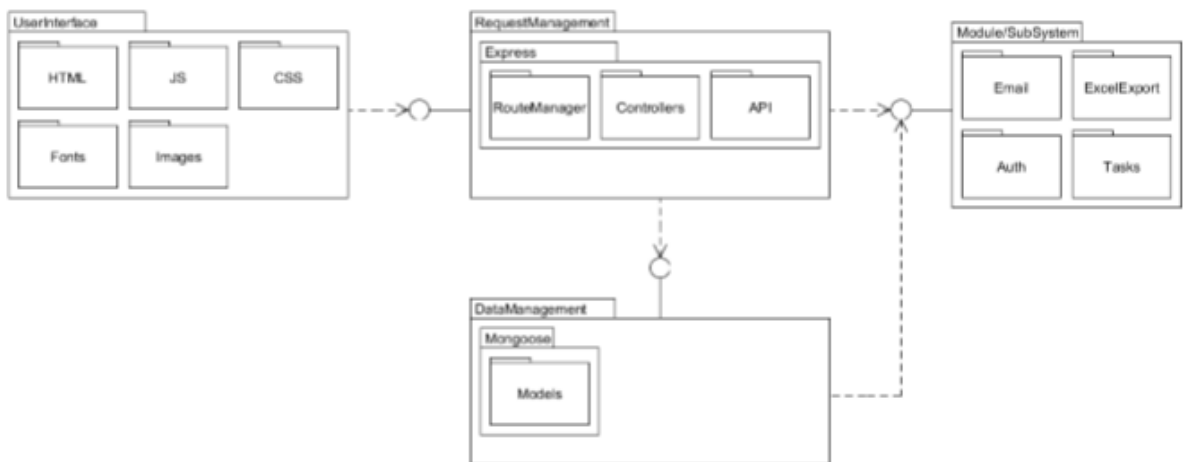 UserInterface
HTML
JS
CSS
Fonts
Images
RequestManagement
Express
RouteManager
Controllers
API
Module/SubSystem
Email
ExcelExport
Auth
Tasks
DataManagement
Mongoose
Models